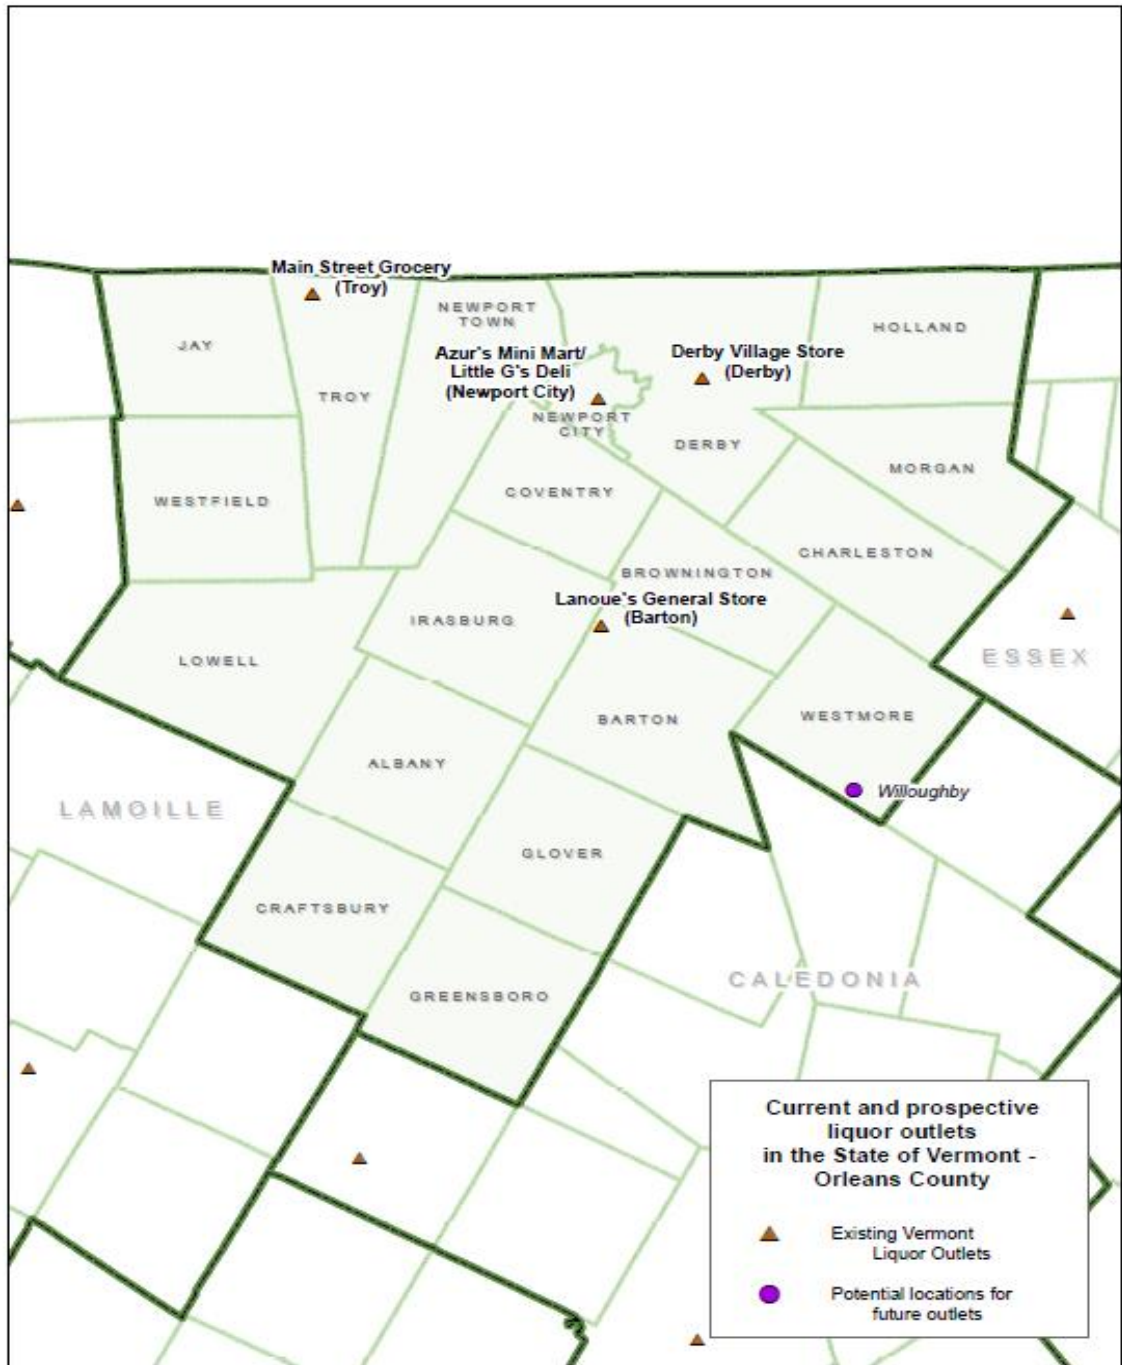 Main Street Grocery
(Troy)
NEWPORT
TOWN
HOLLAND
JAY
Azur's Mini Mart/
Little G's Deli
(Newport City)
Derby Village Store
(Derby)
TROY
NEWPORT
CITY
DERBY
MORGAN
WESTFIELD
COVENTRY
CHARLESTON
BROWNINGTON
Lanoue's General Store
(Barton)
IRASBURG
ESSEX
LOWELL
BARTON
WESTMORE
ALBANY
Willoughby
LAMOILLE
GLOVER
CRAFTSBURY
CALEDONIA
GREENSBORO
Current and prospective
liquor outlets
in the State of Vermont -
Orleans County
Existing Vermont
Liquor Outlets
Potential locations for
future outlets